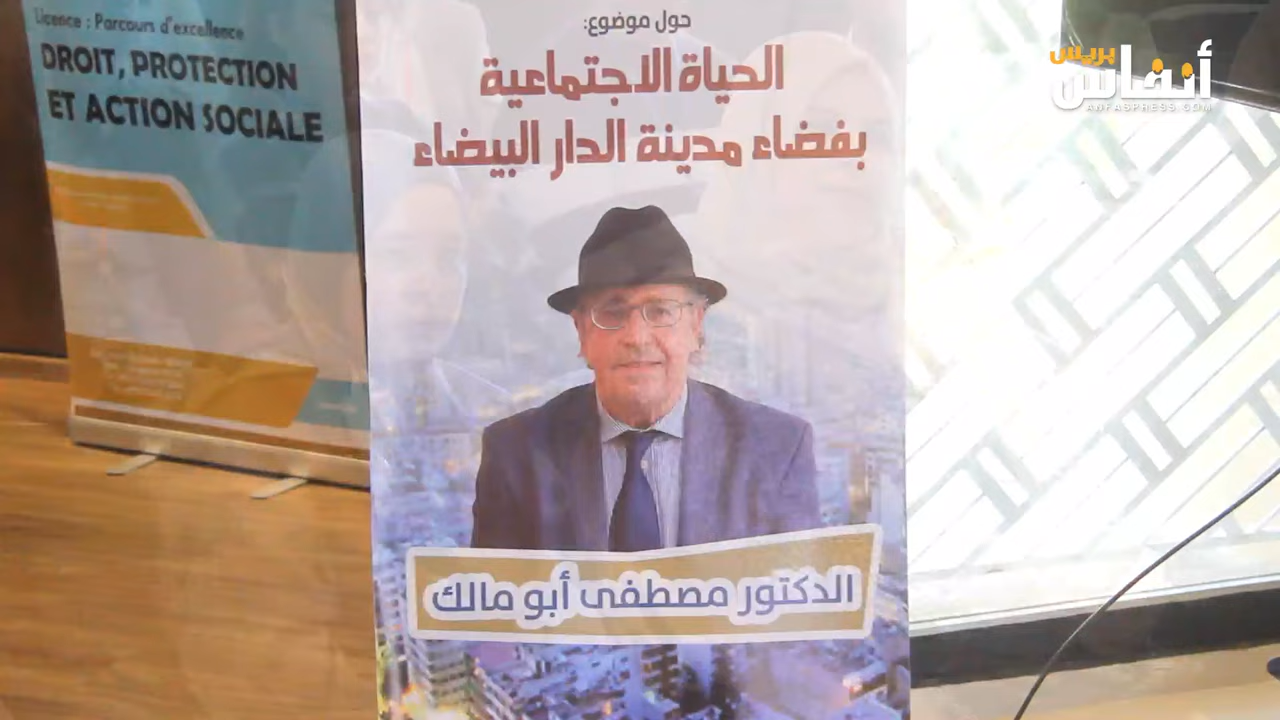 Licence : Parcours d'excellence
DROIT, PROTECTION
ET ACTION SOCIALE
حول موضوع:
الحياة الاجتماعية
بفضاء مدينة الدار البيضاء
الدكتور مصطفى أبو مالك
أنفاس بريس
ANFASPRESS.COM